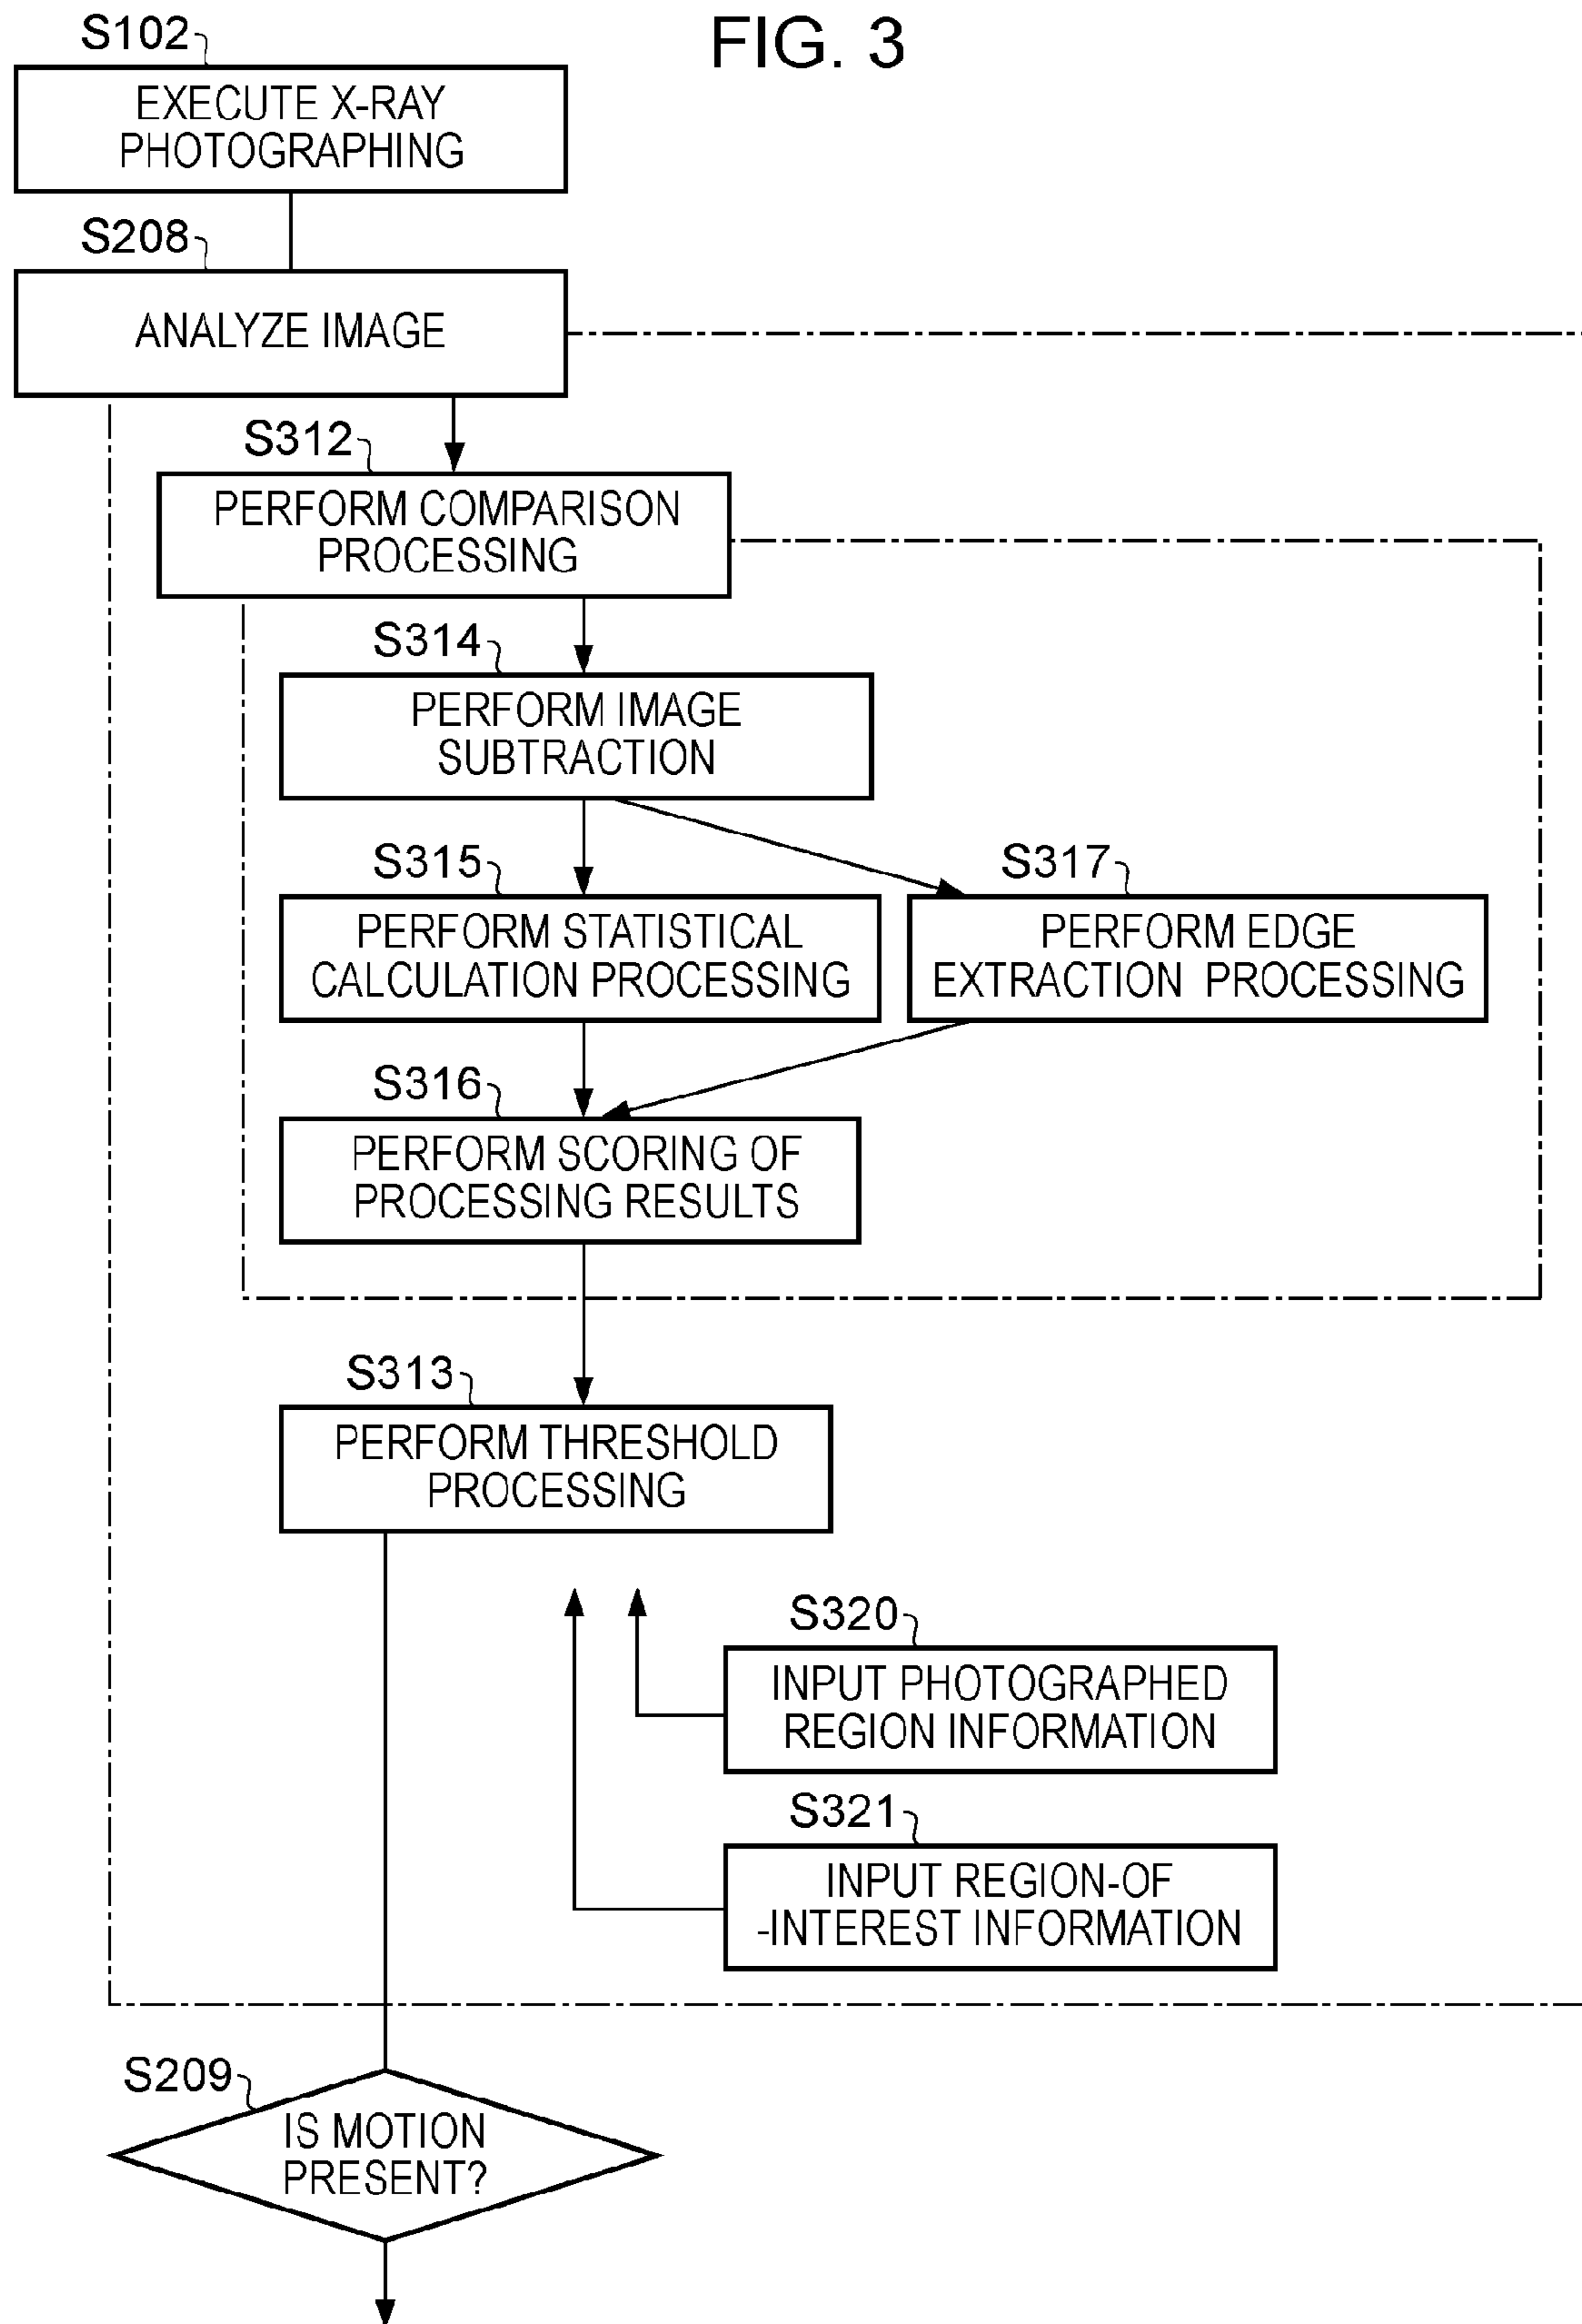 FIG. 3
S102
EXECUTE X-RAY
PHOTOGRAPHING
S208
ANALYZE IMAGE
S312
PERFORM COMPARISON
PROCESSING
S314
PERFORM IMAGE
SUBTRACTION
S315
PERFORM STATISTICAL
CALCULATION PROCESSING
S317
PERFORM EDGE
EXTRACTION PROCESSING
S316
PERFORM SCORING OF
PROCESSING RESULTS
S313
PERFORM THRESHOLD
PROCESSING
S320
INPUT PHOTOGRAPHED
REGION INFORMATION
S321
INPUT REGION-OF
-INTEREST INFORMATION
S209
IS MOTION
PRESENT?